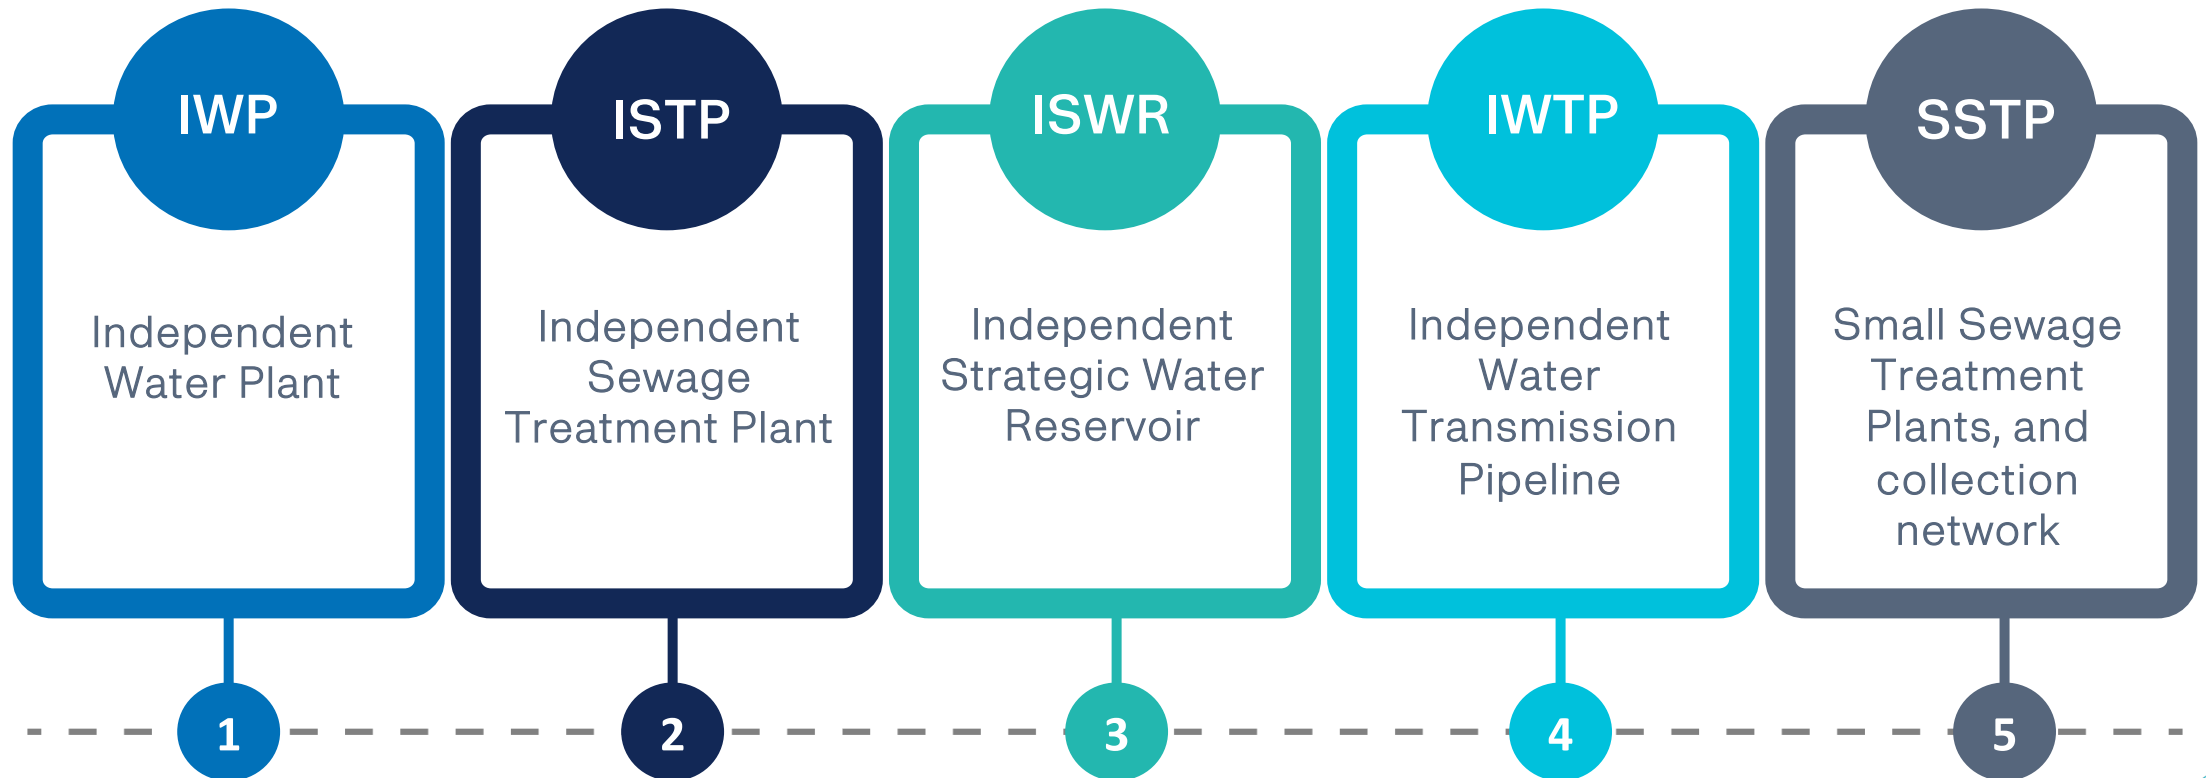 IWP
Independent
Water Plant
1
ISTP
Independent
Sewage
Treatment Plant
2
ISWR
Independent
Strategic Water
Reservoir
3
IWTP
Independent
Water
Transmission
Pipeline
4
SSTP
Small Sewage
Treatment
Plants, and
collection
network
5